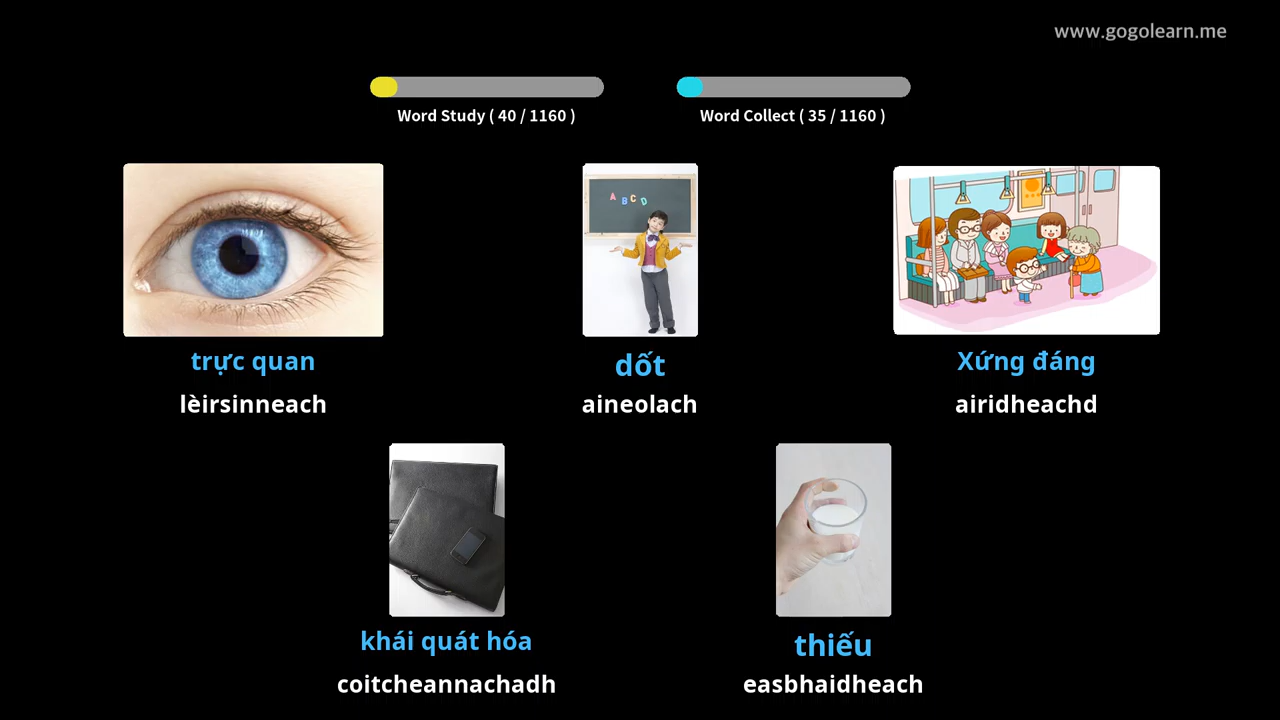 www.gogolearn.me
Word Study ( 40 / 1160 )
Word Collect ( 35 / 1160 )
A B C D
trực quan
lèirsinneach
dốt
aineolach
Xứng đáng
airidheachd
khái quát hóa
coitcheannachadh
thiếu
easbhaidheach